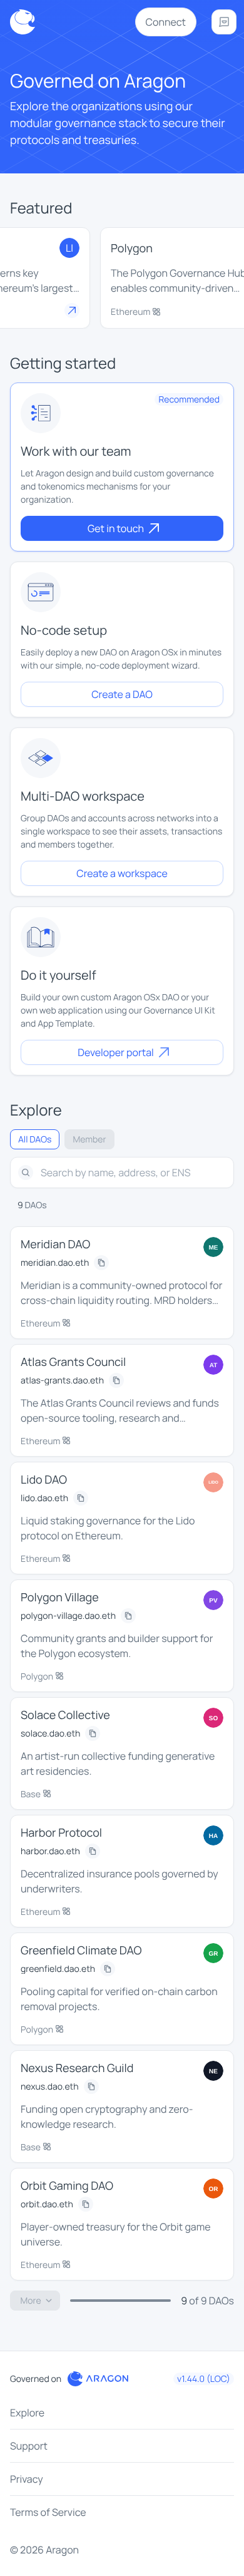 Connect
Governed on Aragon
Explore the organizations using our
modular governance stack to secure their
protocols and treasuries.
Featured
LI
erns key
hereum's largest...
Polygon
The Polygon Governance Hub
enables community-driven...
Ethereum
Getting started
Recommended
Work with our team
Let Aragon design and build custom governance
and tokenomics mechanisms for your
organization.
Get in touch
No-code setup
Easily deploy a new DAO on Aragon OSx in minutes
with our simple, no-code deployment wizard.
Create a DAO
Multi-DAO workspace
Group DAOs and accounts across networks into a
single workspace to see their assets, transactions
and members together.
Create a workspace
Do it yourself
Build your own custom Aragon OSx DAO or your
own web application using our Governance UI Kit
and App Template.
Developer portal
Explore
All DAOs
Member
Search by name, address, or ENS
9 DAOs
Meridian DAO
ME
meridian.dao.eth
Meridian is a community-owned protocol for
cross-chain liquidity routing. MRD holders...
Ethereum
Atlas Grants Council
AT
atlas-grants.dao.eth
The Atlas Grants Council reviews and funds
open-source tooling, research and...
Ethereum
Lido DAO
lido.dao.eth
Liquid staking governance for the Lido
protocol on Ethereum.
Ethereum
Polygon Village
PV
polygon-village.dao.eth
Community grants and builder support for
the Polygon ecosystem.
Polygon
Solace Collective
SO
solace.dao.eth
An artist-run collective funding generative
art residencies.
Base
Harbor Protocol
HA
harbor.dao.eth
Decentralized insurance pools governed by
underwriters.
Ethereum
Greenfield Climate DAO
GR
greenfield.dao.eth
Pooling capital for verified on-chain carbon
removal projects.
Polygon
Nexus Research Guild
NE
nexus.dao.eth
Funding open cryptography and zero-
knowledge research.
Base
Orbit Gaming DAO
OR
orbit.dao.eth
Player-owned treasury for the Orbit game
universe.
Ethereum
More
9 of 9 DAOs
Governed on ARAGON
v1.44.0 (LOC)
Explore
Support
Privacy
Terms of Service
© 2026 Aragon